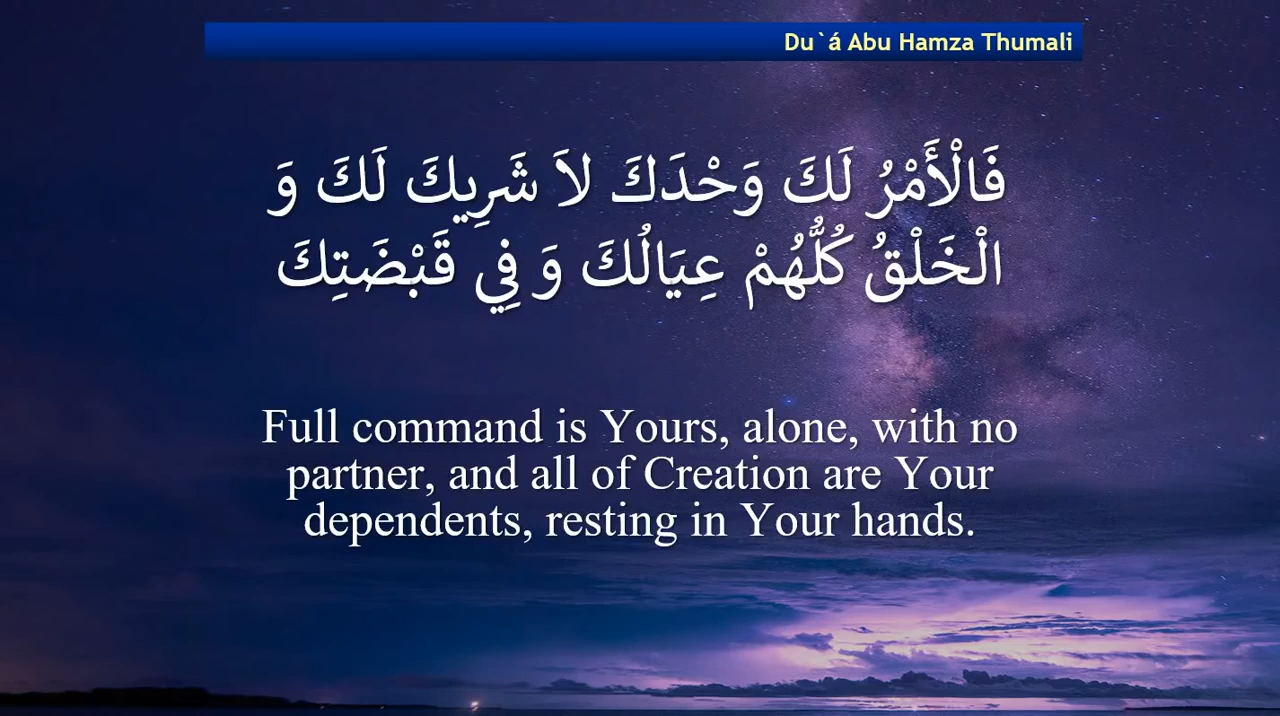 Du`á Abu Hamza Thumali
فَالْأَمْرُ لَكَ وَحْدَكَ لاَ شَرِيكَ لَكَ وَ
الْخَلْقُ كُلُّهُمْ عِيَالُكَ وَ فِي قَبْضَتِكَ
Full command is Yours, alone, with no
partner, and all of Creation are Your
dependents, resting in Your hands.